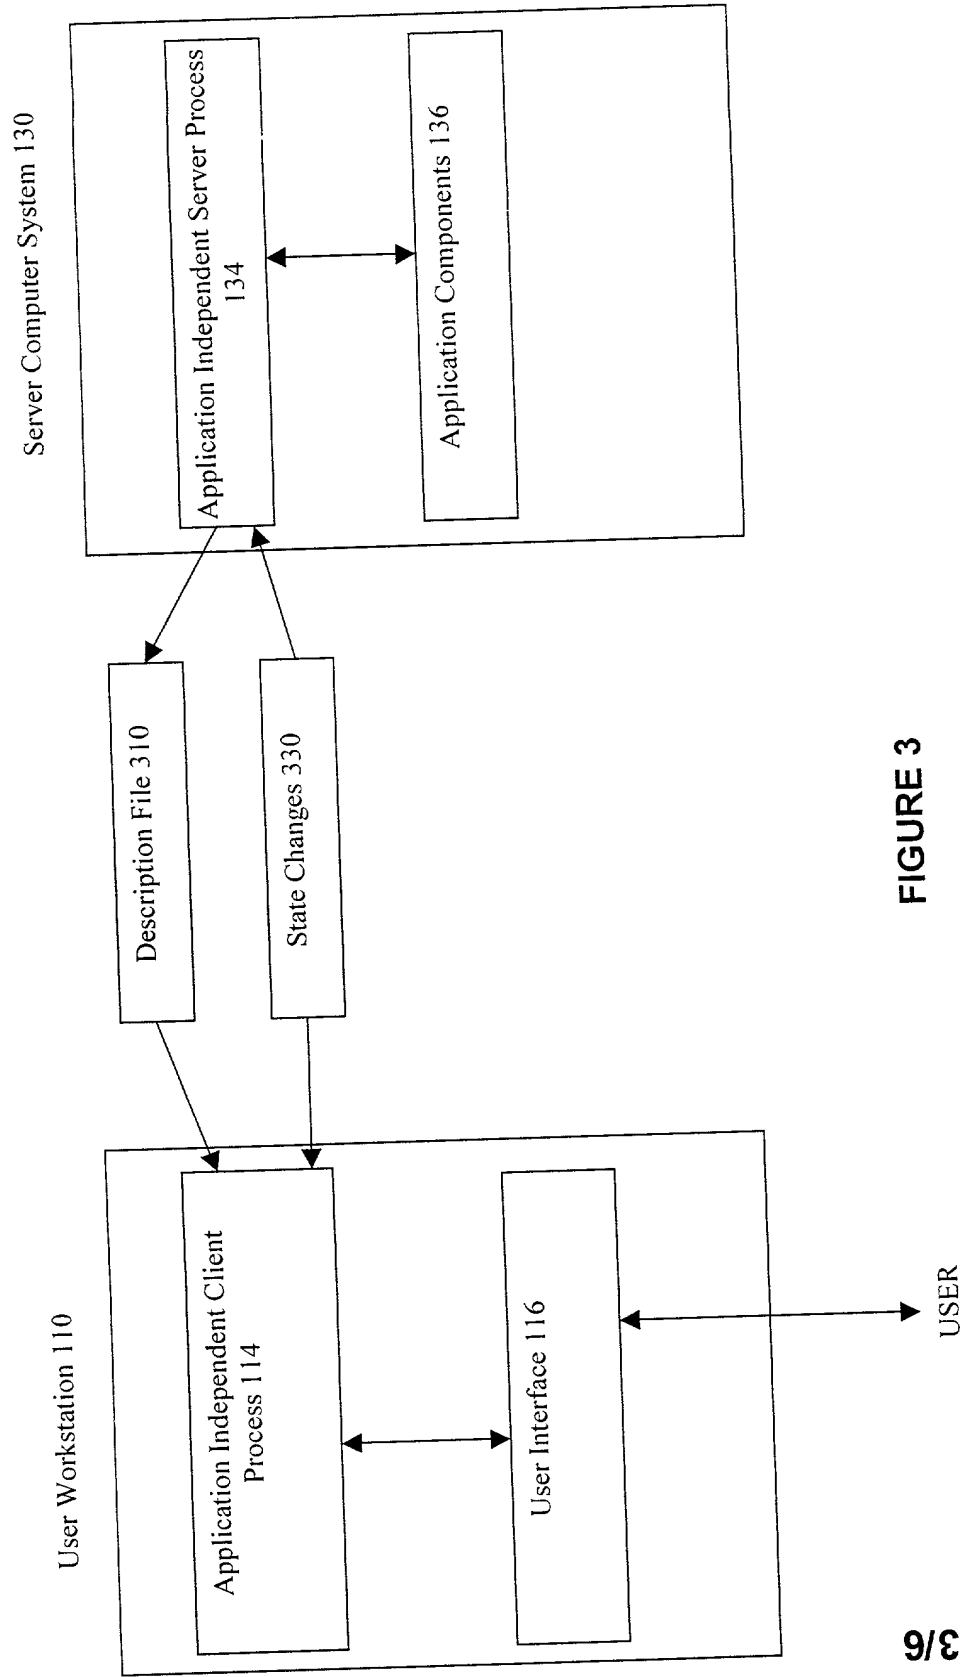 User Workstation 110
Application Independent Client
Process 114
User Interface 116
USER
Description File 310
State Changes 330
Server Computer System 130
Application Independent Server Process
134
Application Components 136
FIGURE 3
3/6